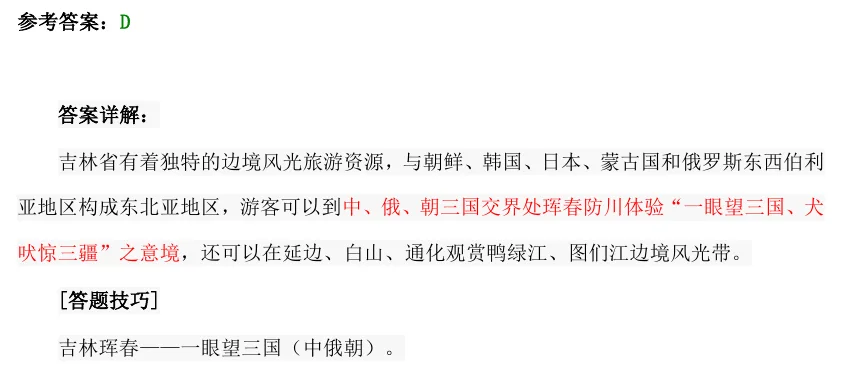 参考答案：D
答案详解：
吉林省有着独特的边境风光旅游资源，与朝鲜、韩国、日本、蒙古国和俄罗斯东西伯利
亚地区构成东北亚地区，游客可以到中、俄、朝三国交界处珲春防川体验“一眼望三国、犬
吠惊三疆”之意境，还可以在延边、白山、通化观赏鸭绿江、图们江边境风光带。
[答题技巧]
吉林珲春——一眼望三国（中俄朝）。